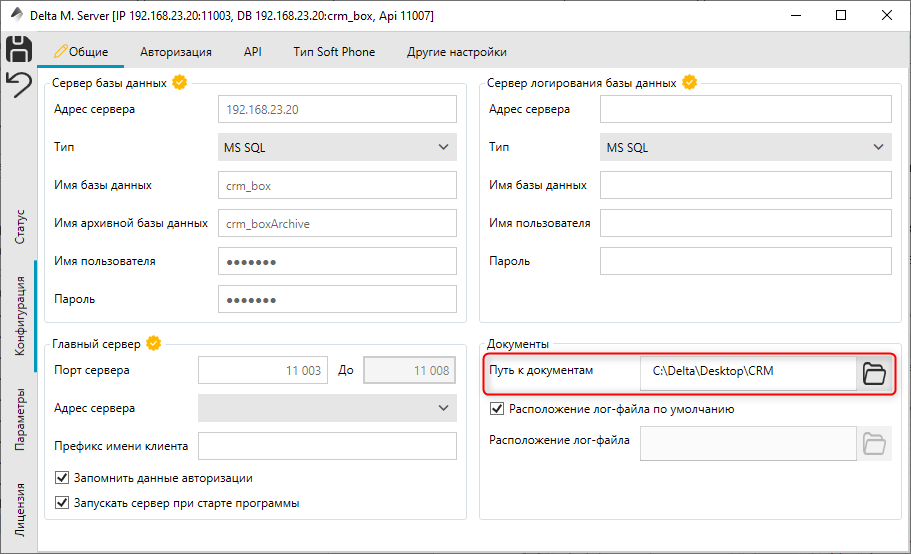 Delta M. Server [IP 192.168.23.20:11003, DB 192.168.23.20:crm_box, Api 11007]
Общие
Авторизация
API
Тип Soft Phone
Другие настройки
Статус
Конфигурация
Параметры
Лицензия
Сервер базы данных
Адрес сервера
192.168.23.20
Тип
MS SQL
Имя базы данных
crm_box
Имя архивной базы данных
crm_boxArchive
Имя пользователя
●●●●●●●
Пароль
●●●●●●●
Сервер логирования базы данных
Адрес сервера
Тип
MS SQL
Имя базы данных
Имя пользователя
Пароль
Главный сервер
Порт сервера
11 003
До
11 008
Адрес сервера
Префикс имени клиента
Запомнить данные авторизации
Запускать сервер при старте программы
Документы
Путь к документам
C:\Delta\Desktop\CRM
Расположение лог-файла по умолчанию
Расположение лог-файла